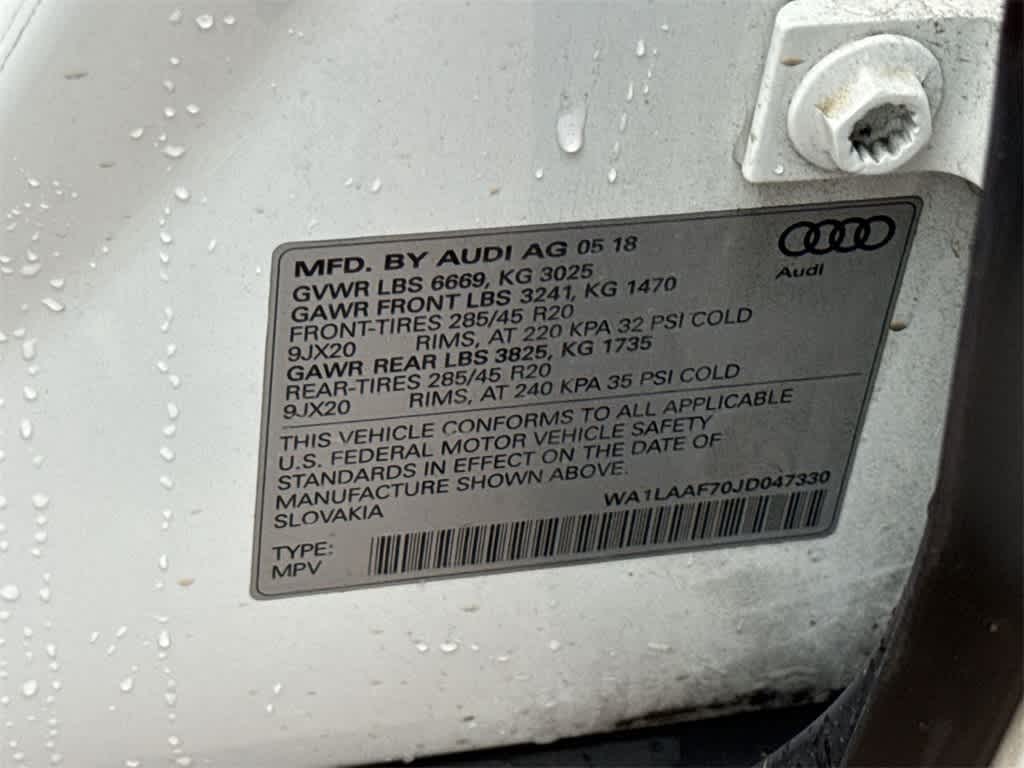 MFD. BY AUDI AG 05 18
GVWR LBS 6669, KG 3025
GAWR FRONT LBS 3241, KG 1470
FRONT-TIRES 285/45 R20
9JX20 RIMS, AT 220 KPA 32 PSI COLD
GAWR REAR LBS 3825, KG 1735
REAR-TIRES 285/45 R20
9JX20 RIMS, AT 240 KPA 35 PSI COLD
Audi
THIS VEHICLE CONFORMS TO ALL APPLICABLE
U.S. FEDERAL MOTOR VEHICLE SAFETY
STANDARDS IN EFFECT ON THE DATE OF
MANUFACTURE SHOWN ABOVE.
SLOVAKIA
WA1LAAF70JD047330
TYPE:
MPV